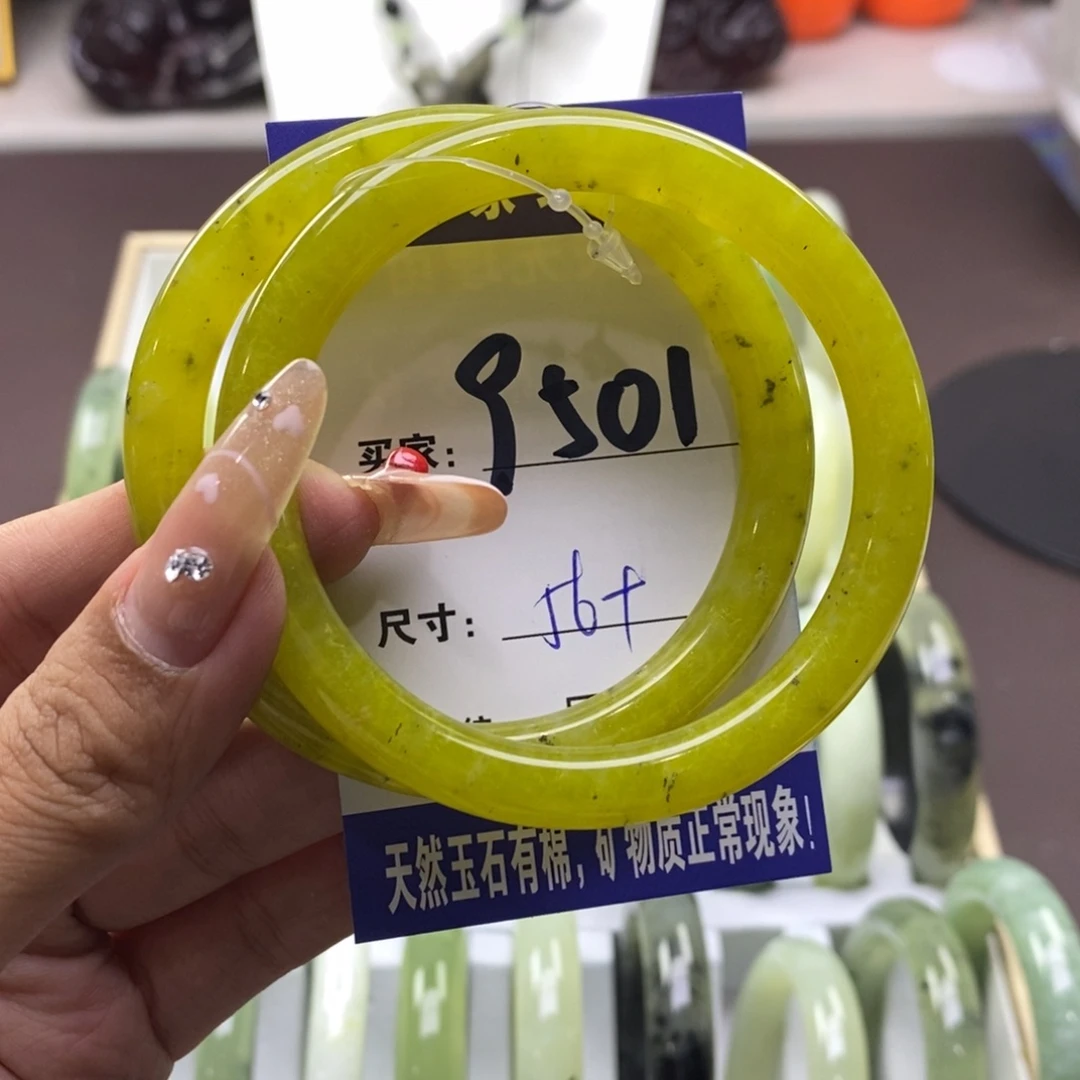 买家: 9501
尺寸: 56+
天然玉石有棉, 矿物质正常现象!